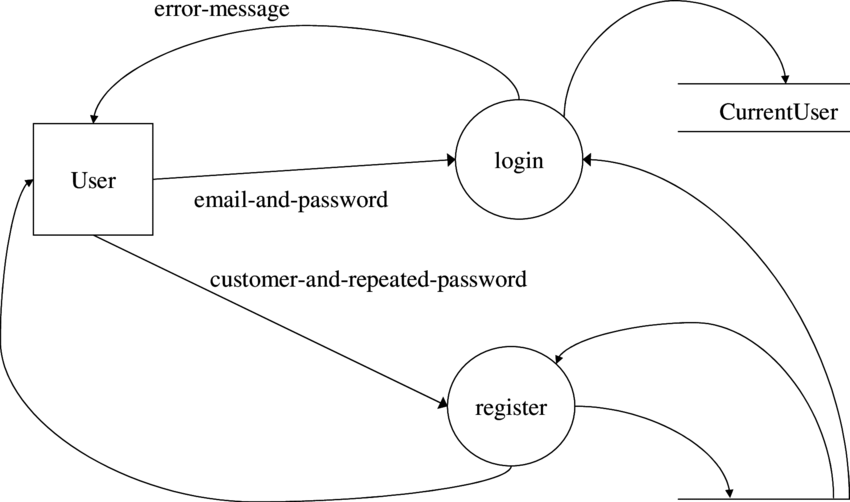 error-message
CurrentUser
login
User
email-and-password
customer-and-repeated-password
register